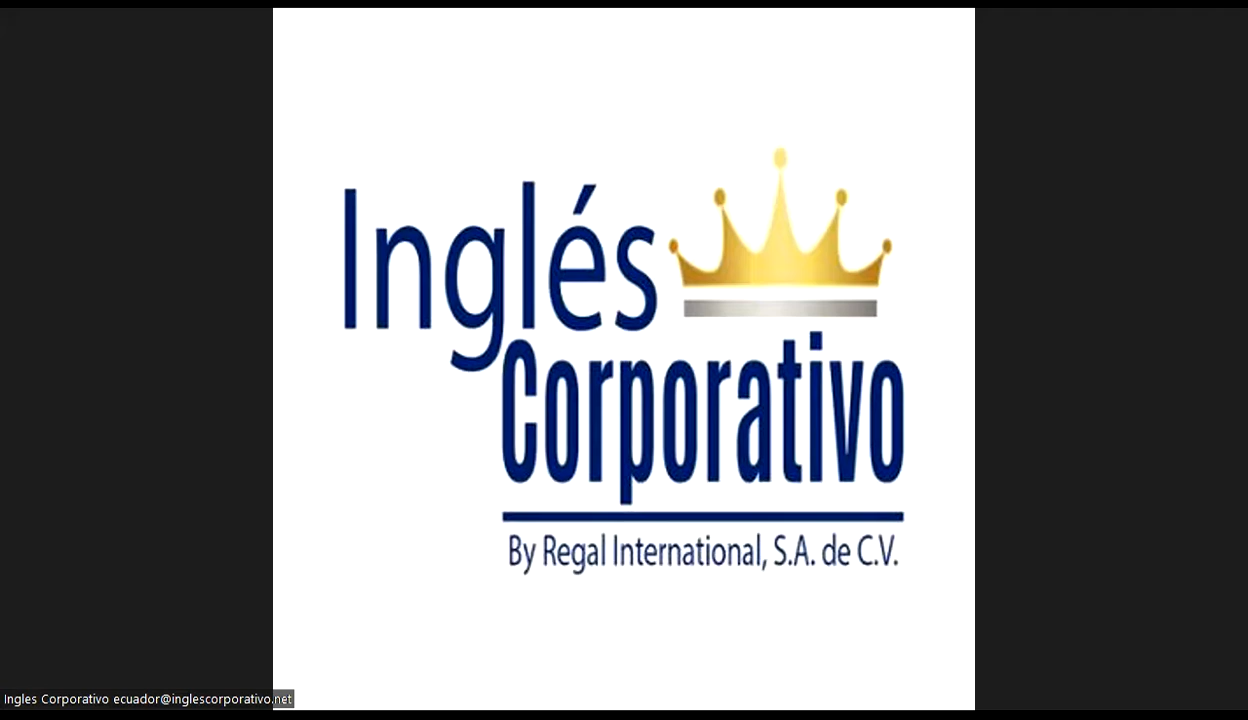 Inglés
Corporativo
By Regal International, S.A. de C.V.
Ingles Corporativo ecuador@inglescorporativo.net